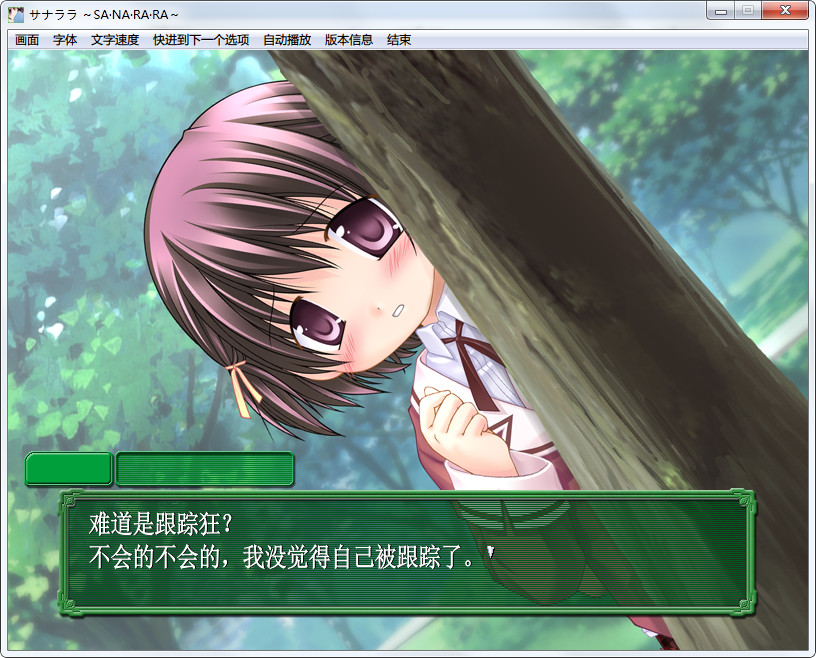 サナララ ～SA･NA･RA･RA～
画面 字体 文字速度 快进到下一个选项 自动播放 版本信息 结束
难道是跟踪狂？
不会的不会的，我没觉得自己被跟踪了。